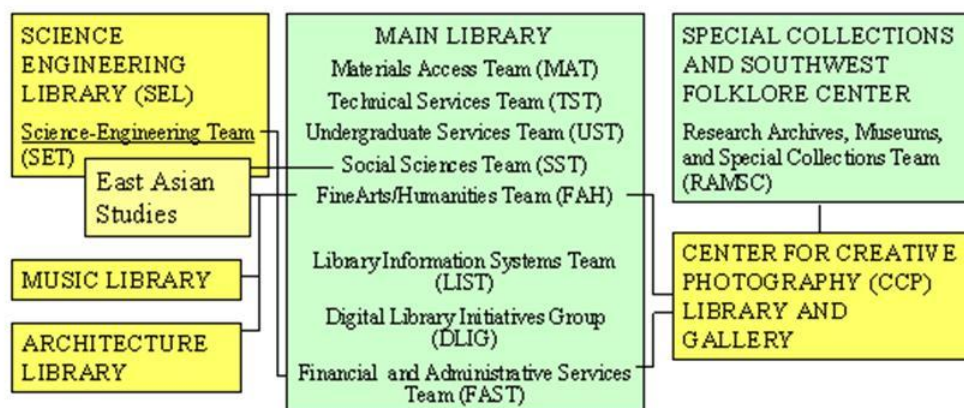 SCIENCE
ENGINEERING
LIBRARY (SEL)
Science-Engineering Team
(SET)
East Asian
Studies
MUSIC LIBRARY
ARCHITECTURE
LIBRARY
MAIN LIBRARY
Materials Access Team (MAT)
Technical Services Team (TST)
Undergraduate Services Team (UST)
Social Sciences Team (SST)
FineArts/Humanities Team (FAH)
Library Information Systems Team
(LIST)
Digital Library Initiatives Group
(DLIG)
Financial and Administrative Services
Team (FAST)
SPECIAL COLLECTIONS
AND SOUTHWEST
FOLKLORE CENTER
Research Archives, Museums,
and Special Collections Team
(RAMSC)
CENTER FOR CREATIVE
PHOTOGRAPHY (CCP)
LIBRARY AND
GALLERY